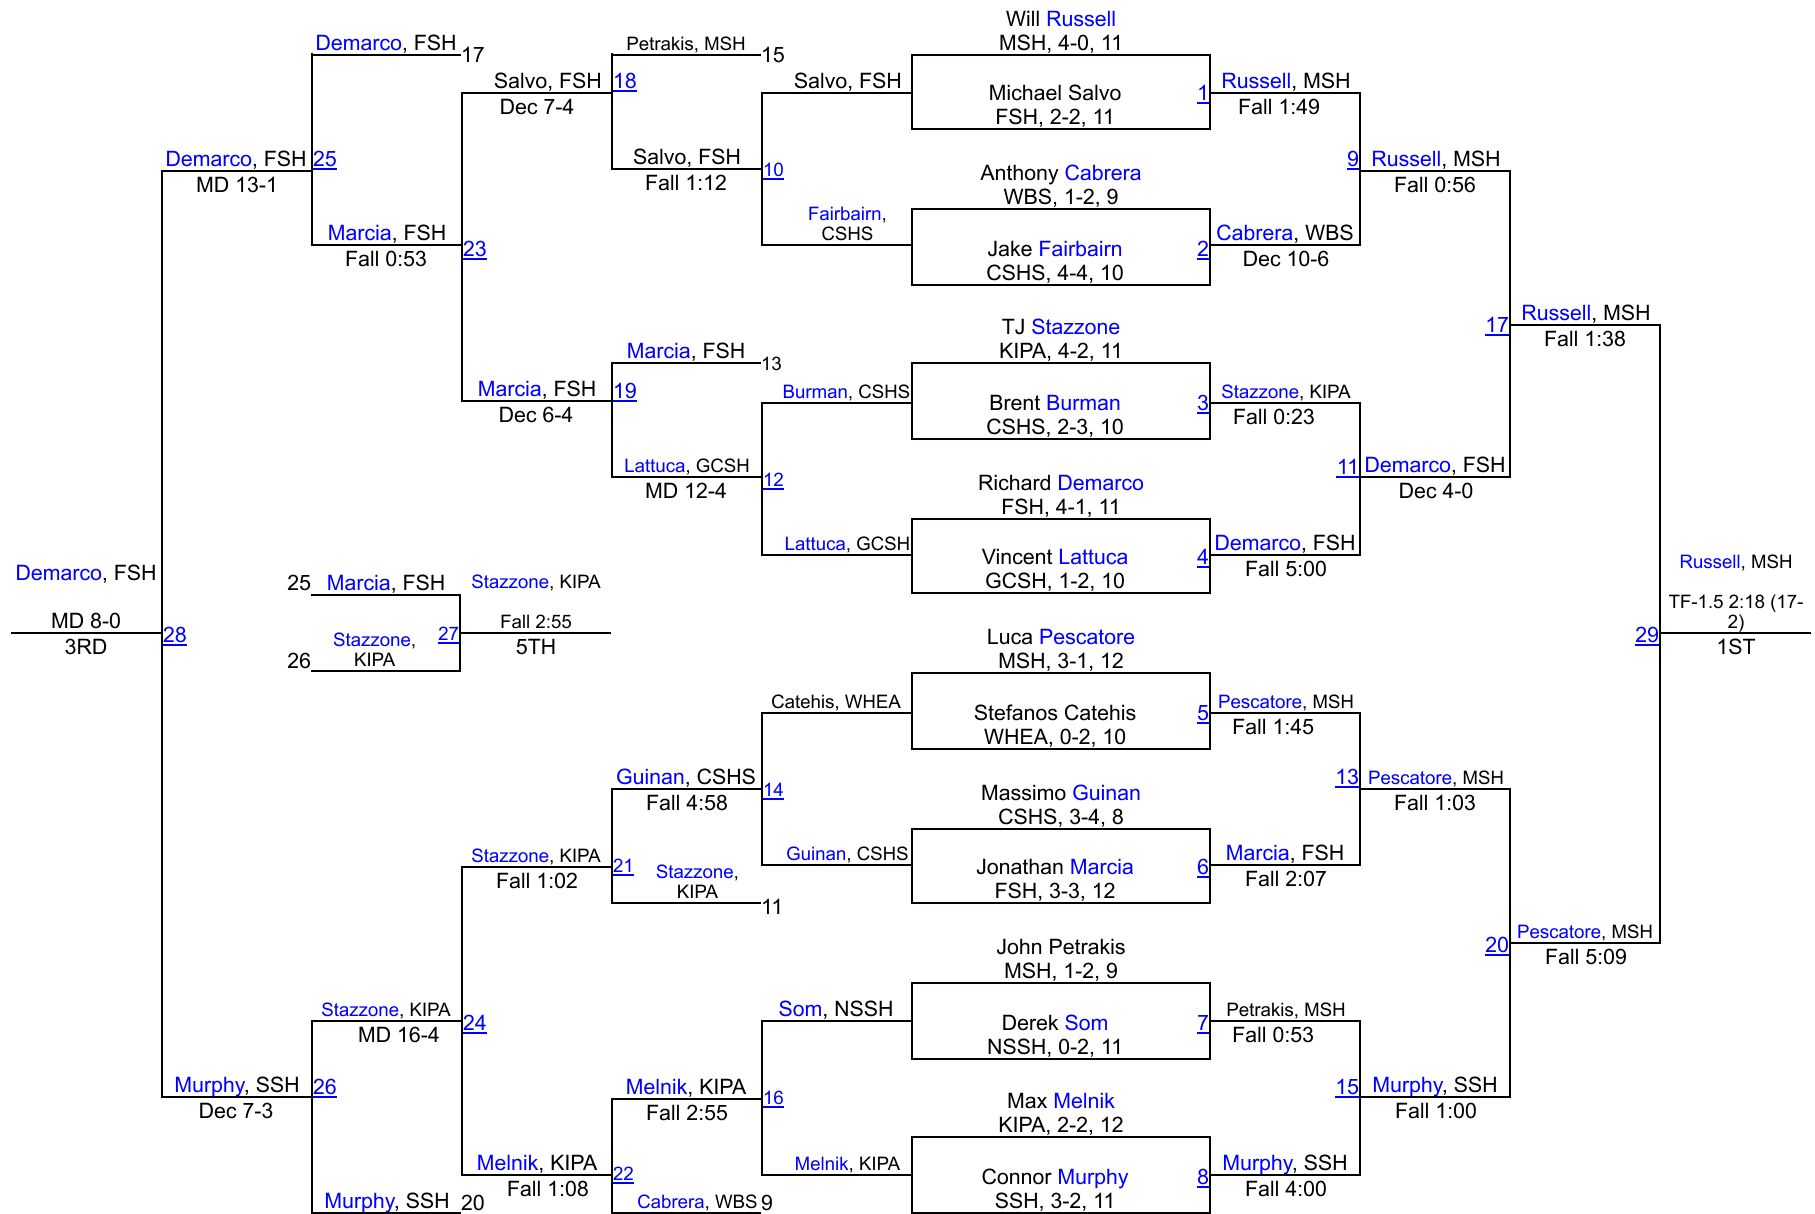 Will Russell
MSH, 4-0, 11
Demarco, FSH
17
Petrakis, MSH
15
Salvo, FSH
18
Dec 7-4
Salvo, FSH
Michael Salvo
FSH, 2-2, 11
1
Russell, MSH
Fall 1:49
Demarco, FSH
25
MD 13-1
Salvo, FSH
Fall 1:12
10
Anthony Cabrera
WBS, 1-2, 9
9
Russell, MSH
Fall 0:56
Marcia, FSH
Fall 0:53
23
Fairbairn,
CSHS
Jake Fairbairn
CSHS, 4-4, 10
2
Cabrera, WBS
Dec 10-6
TJ Stazzone
KIPA, 4-2, 11
17
Russell, MSH
Fall 1:38
Marcia, FSH
13
Marcia, FSH
19
Dec 6-4
Burman, CSHS
Brent Burman
CSHS, 2-3, 10
3
Stazzone, KIPA
Fall 0:23
Lattuca, GCSH
MD 12-4
12
Richard Demarco
FSH, 4-1, 11
11
Demarco, FSH
Dec 4-0
Lattuca, GCSH
Vincent Lattuca
GCSH, 1-2, 10
4
Demarco, FSH
Fall 5:00
Demarco, FSH
MD 8-0
3RD
28
25
Marcia, FSH
Stazzone, KIPA
Fall 2:55
5TH
27
Stazzone,
KIPA
26
Russell, MSH
TF-1.5 2:18 (17-
2)
1ST
29
Luca Pescatore
MSH, 3-1, 12
Catehis, WHEA
Stefanos Catehis
WHEA, 0-2, 10
5
Pescatore, MSH
Fall 1:45
Guinan, CSHS
Fall 4:58
14
Massimo Guinan
CSHS, 3-4, 8
13
Pescatore, MSH
Fall 1:03
Stazzone, KIPA
Fall 1:02
21
Stazzone,
KIPA
11
Guinan, CSHS
Jonathan Marcia
FSH, 3-3, 12
6
Marcia, FSH
Fall 2:07
John Petrakis
MSH, 1-2, 9
20
Pescatore, MSH
Fall 5:09
Stazzone, KIPA
MD 16-4
24
Som, NSSH
Derek Som
NSSH, 0-2, 11
7
Petrakis, MSH
Fall 0:53
Murphy, SSH
Dec 7-3
26
Melnik, KIPA
Fall 2:55
16
Max Melnik
KIPA, 2-2, 12
15
Murphy, SSH
Fall 1:00
Melnik, KIPA
Fall 1:08
22
Melnik, KIPA
Connor Murphy
SSH, 3-2, 11
8
Murphy, SSH
Fall 4:00
Murphy, SSH
20
Cabrera, WBS
9